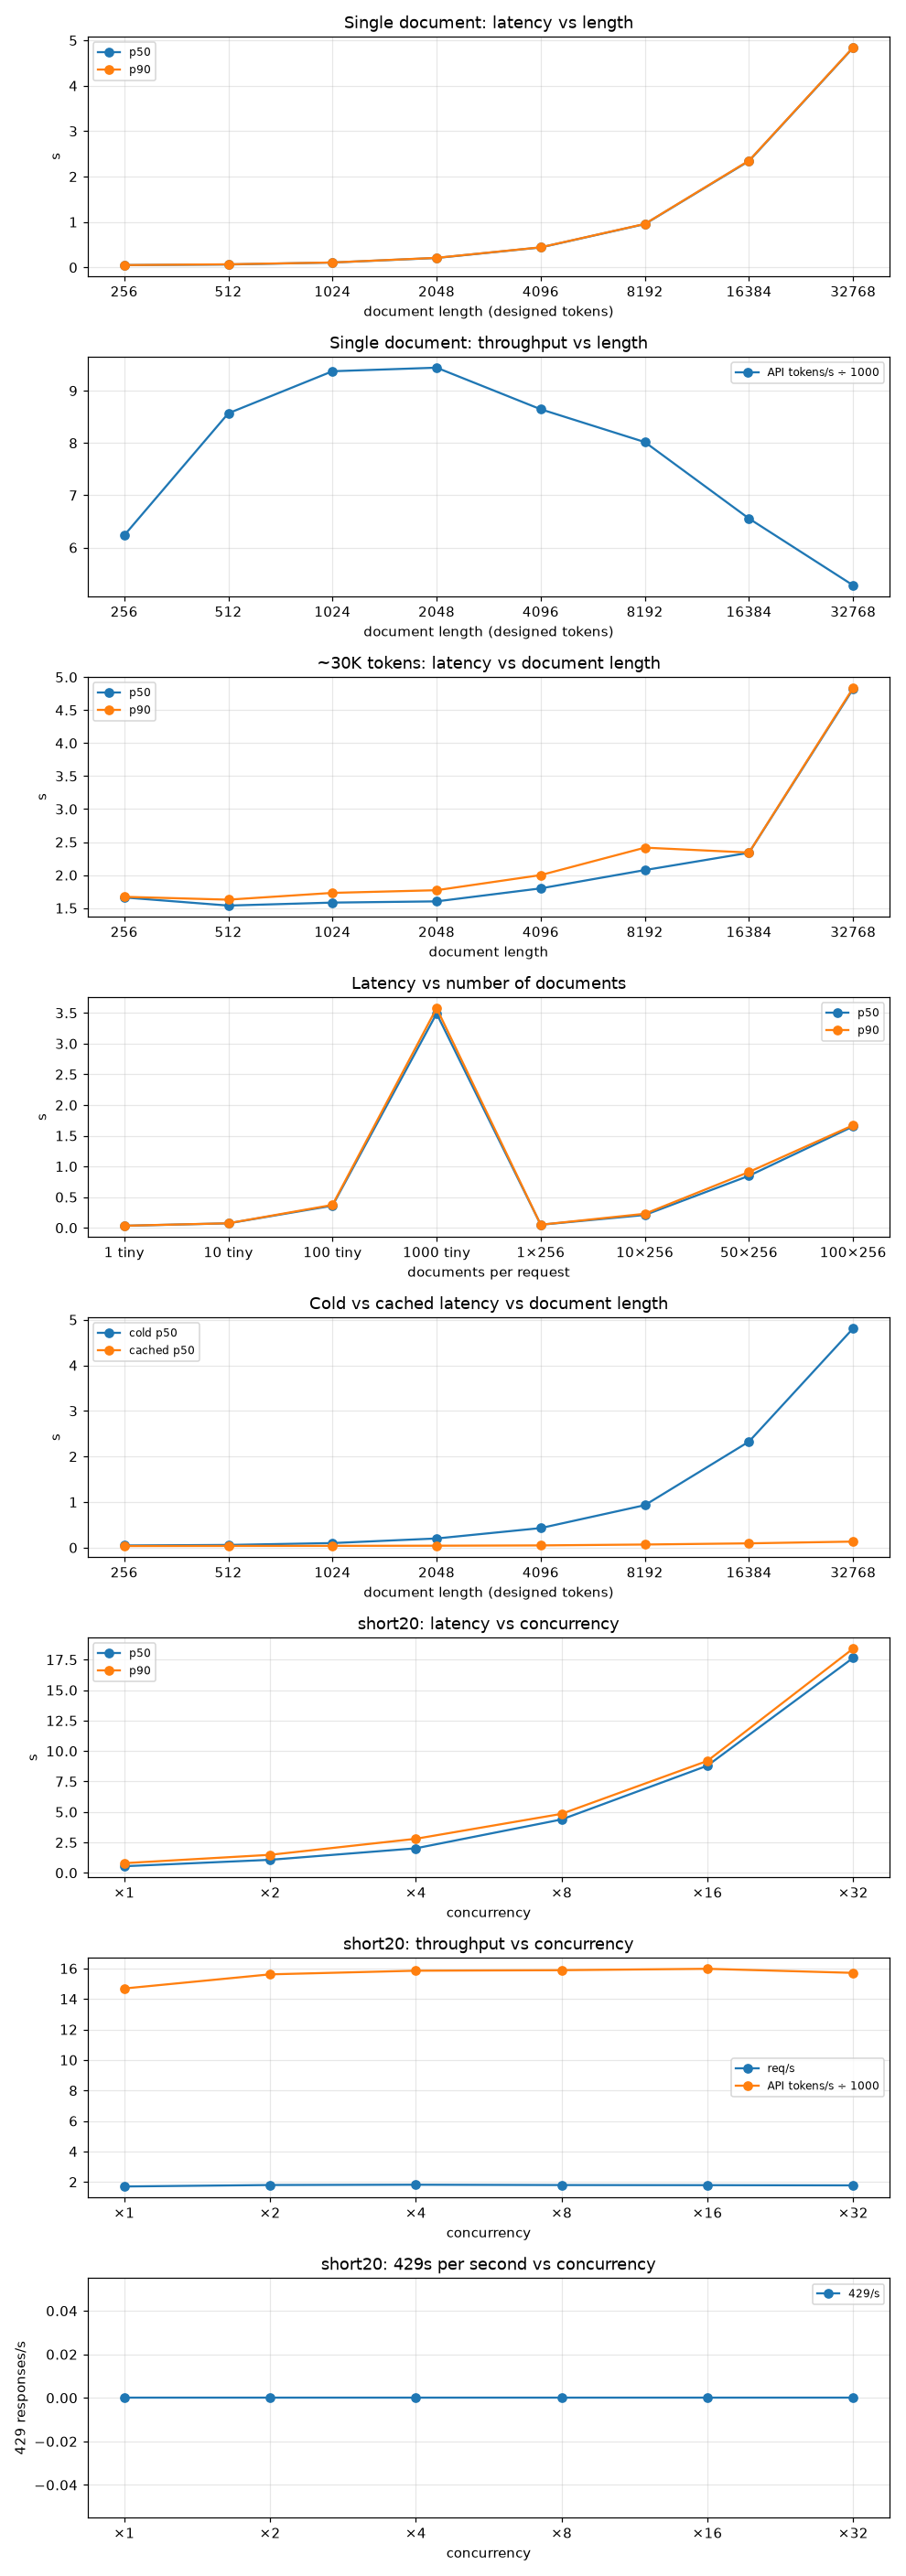 Single document: latency vs length
5
4
3
2
1
0
s
p50
p90
256 512 1024 2048 4096 8192 16384 32768
document length (designed tokens)
Single document: throughput vs length
9
8
7
6
API tokens/s ÷ 1000
256 512 1024 2048 4096 8192 16384 32768
document length (designed tokens)
~30K tokens: latency vs document length
5.0
4.5
4.0
3.5
3.0
2.5
2.0
1.5
s
p50
p90
256 512 1024 2048 4096 8192 16384 32768
document length
Latency vs number of documents
3.5
3.0
2.5
2.0
1.5
1.0
0.5
0.0
s
p50
p90
1 tiny 10 tiny 100 tiny 1000 tiny 1×256 10×256 50×256 100×256
documents per request
Cold vs cached latency vs document length
5
4
3
2
1
0
s
cold p50
cached p50
256 512 1024 2048 4096 8192 16384 32768
document length (designed tokens)
short20: latency vs concurrency
17.5
15.0
12.5
10.0
7.5
5.0
2.5
0.0
s
p50
p90
×1 ×2 ×4 ×8 ×16 ×32
concurrency
short20: throughput vs concurrency
16
14
12
10
8
6
4
2
req/s
API tokens/s ÷ 1000
×1 ×2 ×4 ×8 ×16 ×32
concurrency
short20: 429s per second vs concurrency
0.04
0.02
0.00
−0.02
−0.04
429 responses/s
429/s
×1 ×2 ×4 ×8 ×16 ×32
concurrency